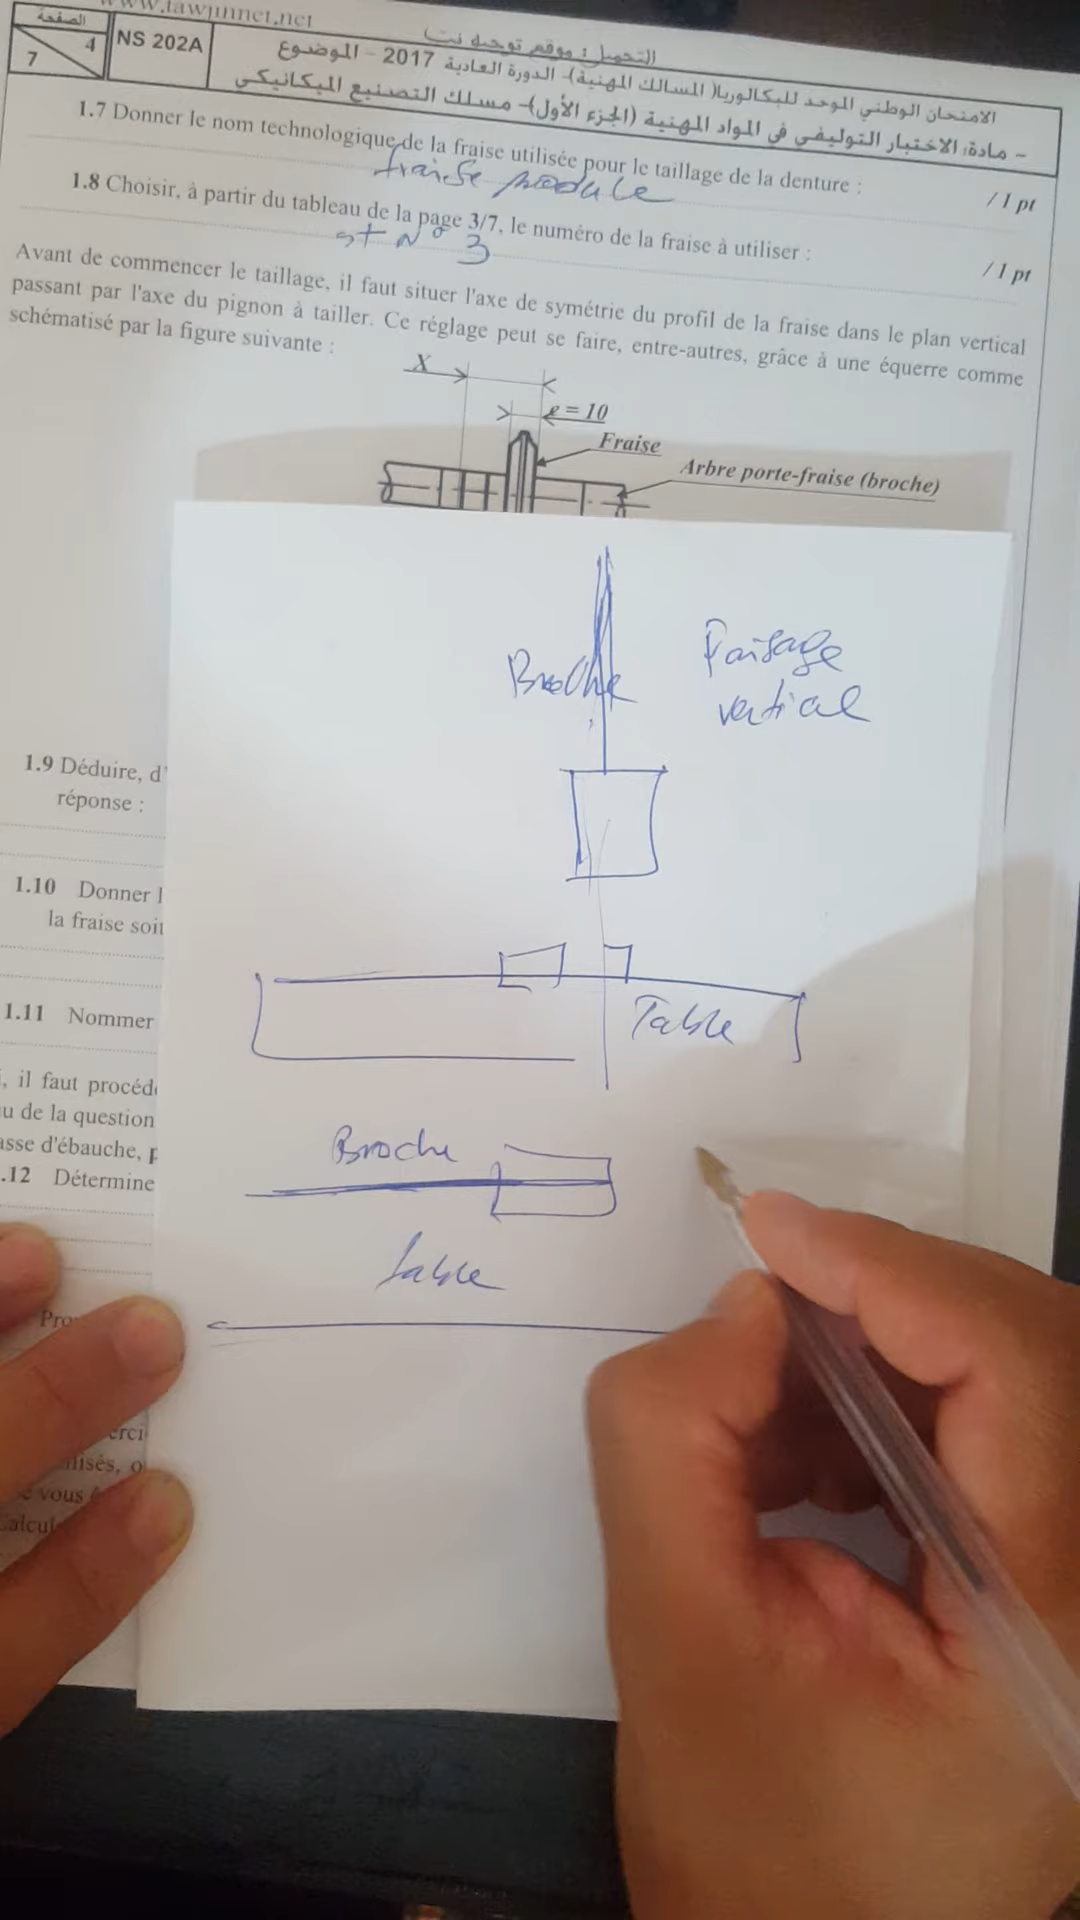 www.tawjihnet.net
التحميل: موقع توجيه نت
الصفحة
4
7
NS 202A
الامتحان الوطني الموحد للبكالوريا (المسالك المهنية) - الدورة العادية 2017 - الموضوع
- مادة: الاختبار التوليفي في المواد المهنية (الجزء الأول) - مسلك التصنيع الميكانيكي
1.7 Donner le nom technologique de la fraise utilisée pour le taillage de la denture :
/ 1 pt
fraise module
1.8 Choisir, à partir du tableau de la page 3/7, le numéro de la fraise à utiliser :
/ 1 pt
N° 3
Avant de commencer le taillage, il faut situer l'axe de symétrie du profil de la fraise dans le plan vertical
passant par l'axe du pignon à tailler. Ce réglage peut se faire, entre-autres, grâce à une équerre comme
schématisé par la figure suivante :
X
e = 10
Fraise
Arbre porte-fraise (broche)
Broche
vertical
1.9 Déduire, d'
réponse :
1.10 Donner l
la fraise soit
1.11 Nommer
Table
, il faut procéd
u de la question
asse d'ébauche, p
.12 Détermine
Broche
table
Pro
erci
lisés, o
vous
Calcul